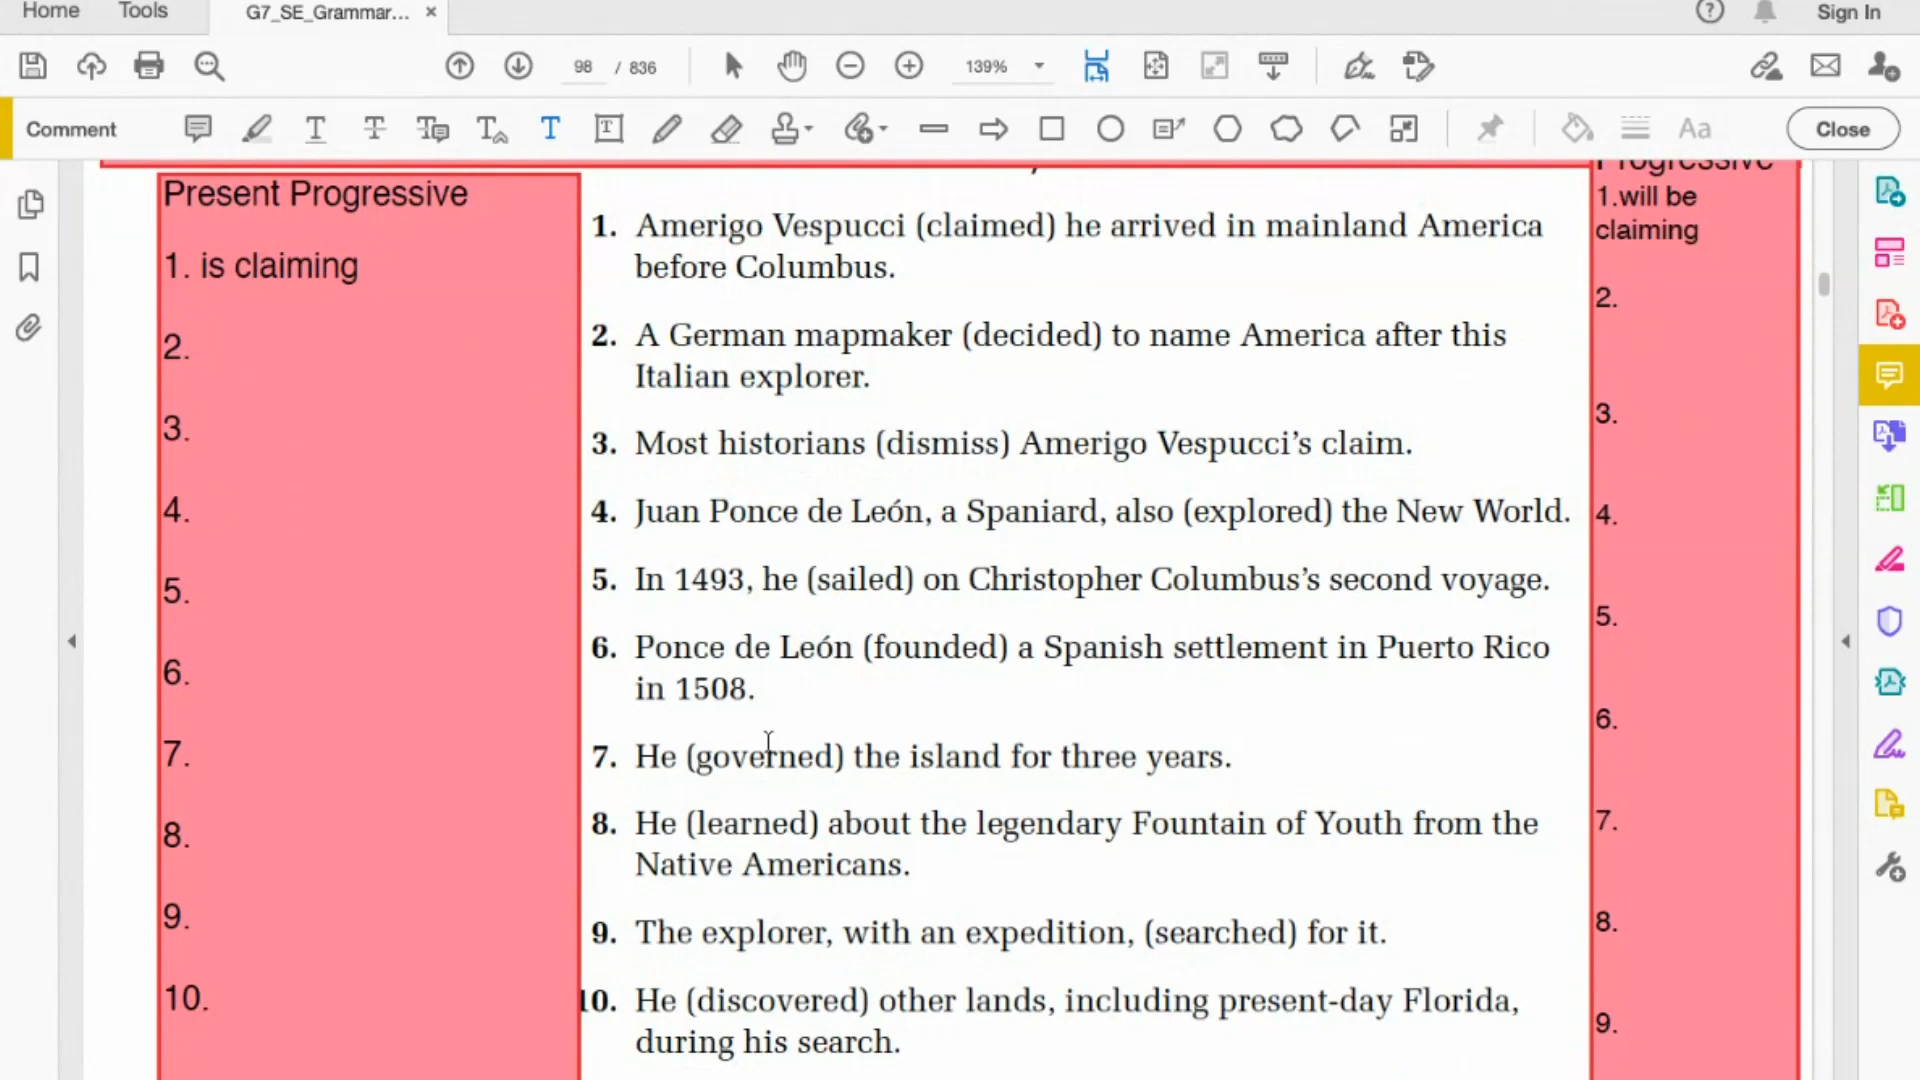 Home Tools G7_SE_Grammar... × Sign In
98 / 836 139%
Comment Close
Present Progressive
1. is claiming
2.
3.
4.
5.
6.
7.
8.
9.
10.
1. Amerigo Vespucci (claimed) he arrived in mainland America
before Columbus.
2. A German mapmaker (decided) to name America after this
Italian explorer.
3. Most historians (dismiss) Amerigo Vespucci’s claim.
4. Juan Ponce de León, a Spaniard, also (explored) the New World.
5. In 1493, he (sailed) on Christopher Columbus’s second voyage.
6. Ponce de León (founded) a Spanish settlement in Puerto Rico
in 1508.
7. He (governed) the island for three years.
8. He (learned) about the legendary Fountain of Youth from the
Native Americans.
9. The explorer, with an expedition, (searched) for it.
10. He (discovered) other lands, including present-day Florida,
during his search.
Progressive
1.will be
claiming
2.
3.
4.
5.
6.
7.
8.
9.